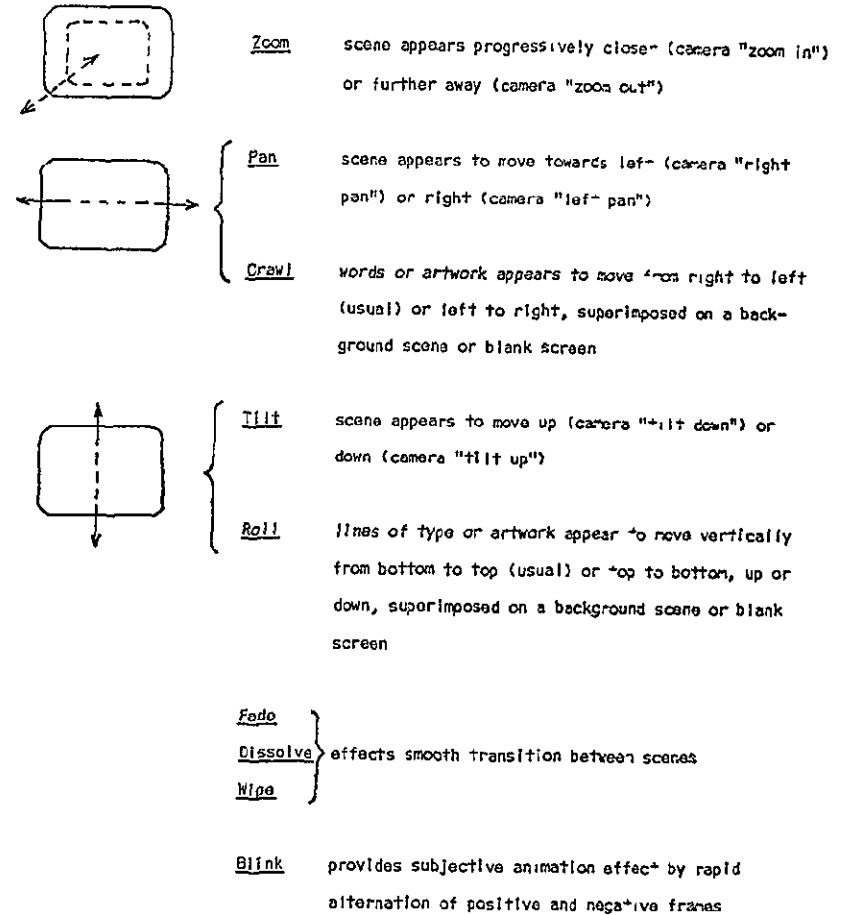 Zoom scene appears progressively closer (camera "zoom in")
or further away (camera "zoom out")
Pan scene appears to move towards left (camera "right
pan") or right (camera "left pan")
Crawl words or artwork appears to move from right to left
(usual) or left to right, superimposed on a back-
ground scene or blank screen
Tilt scene appears to move up (camera "tilt down") or
down (camera "tilt up")
Roll lines of type or artwork appear to move vertically
from bottom to top (usual) or top to bottom, up or
down, superimposed on a background scene or blank
screen
Fade
Dissolve effects smooth transition between scenes
Wipe
Blink provides subjective animation effect by rapid
alternation of positive and negative frames